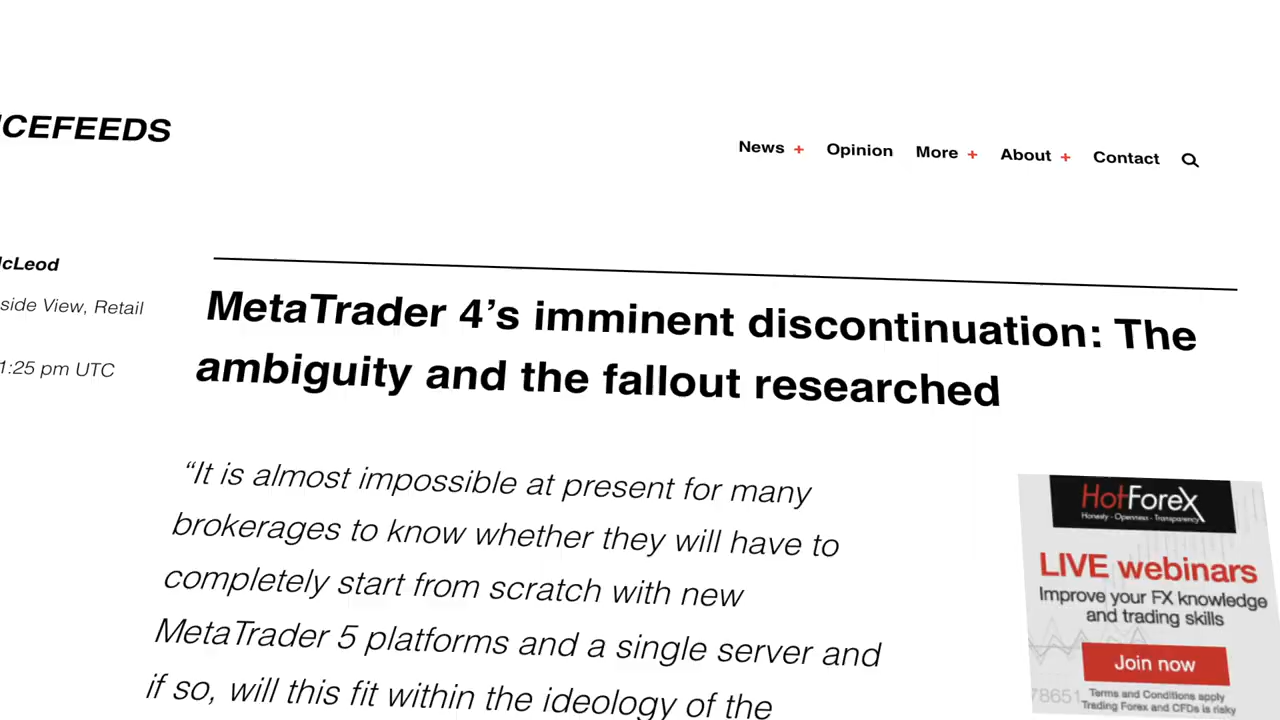 CEFEEDS
News + Opinion More + About + Contact
cLeod
side View, Retail
1:25 pm UTC
MetaTrader 4’s imminent discontinuation: The
ambiguity and the fallout researched
“It is almost impossible at present for many
brokerages to know whether they will have to
completely start from scratch with new
MetaTrader 5 platforms and a single server and
if so, will this fit within the ideology of the
HotForeX
Honesty - Openness - Transparency
LIVE webinars
Improve your FX knowledge
and trading skills
Join now
78651
Terms and Conditions apply
Trading Forex and CFDs is risky